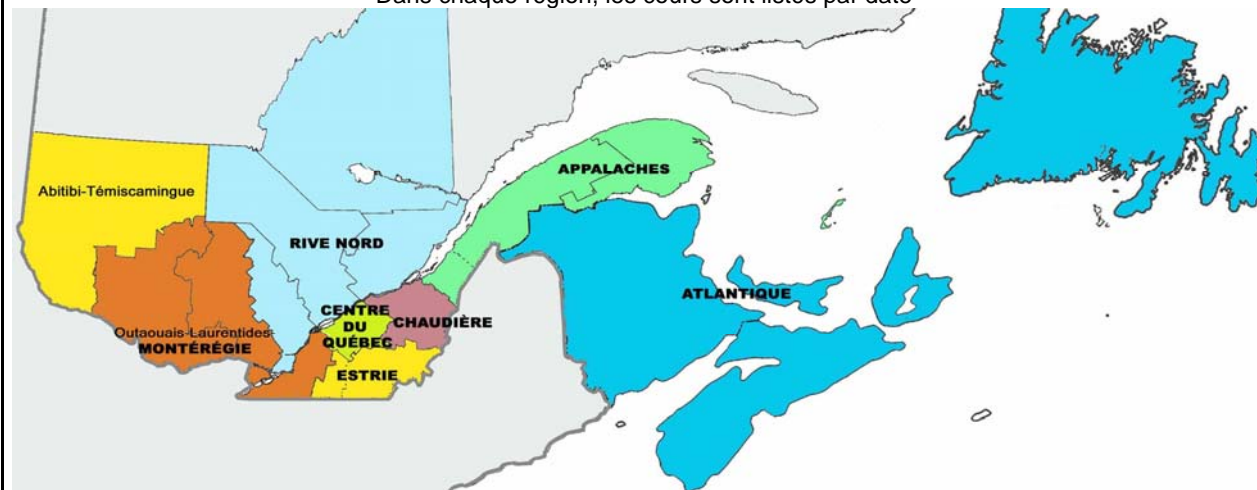 Dans chaque région, les cours sont listés par date
APPALACHES
Abitibi-Témiscamingue
RIVE NORD
ATLANTIQUE
CENTRE
DU
QUÉBEC
CHAUDIÈRE
Outaouais-Laurentides
MONTÉRÉGIE
ESTRIE